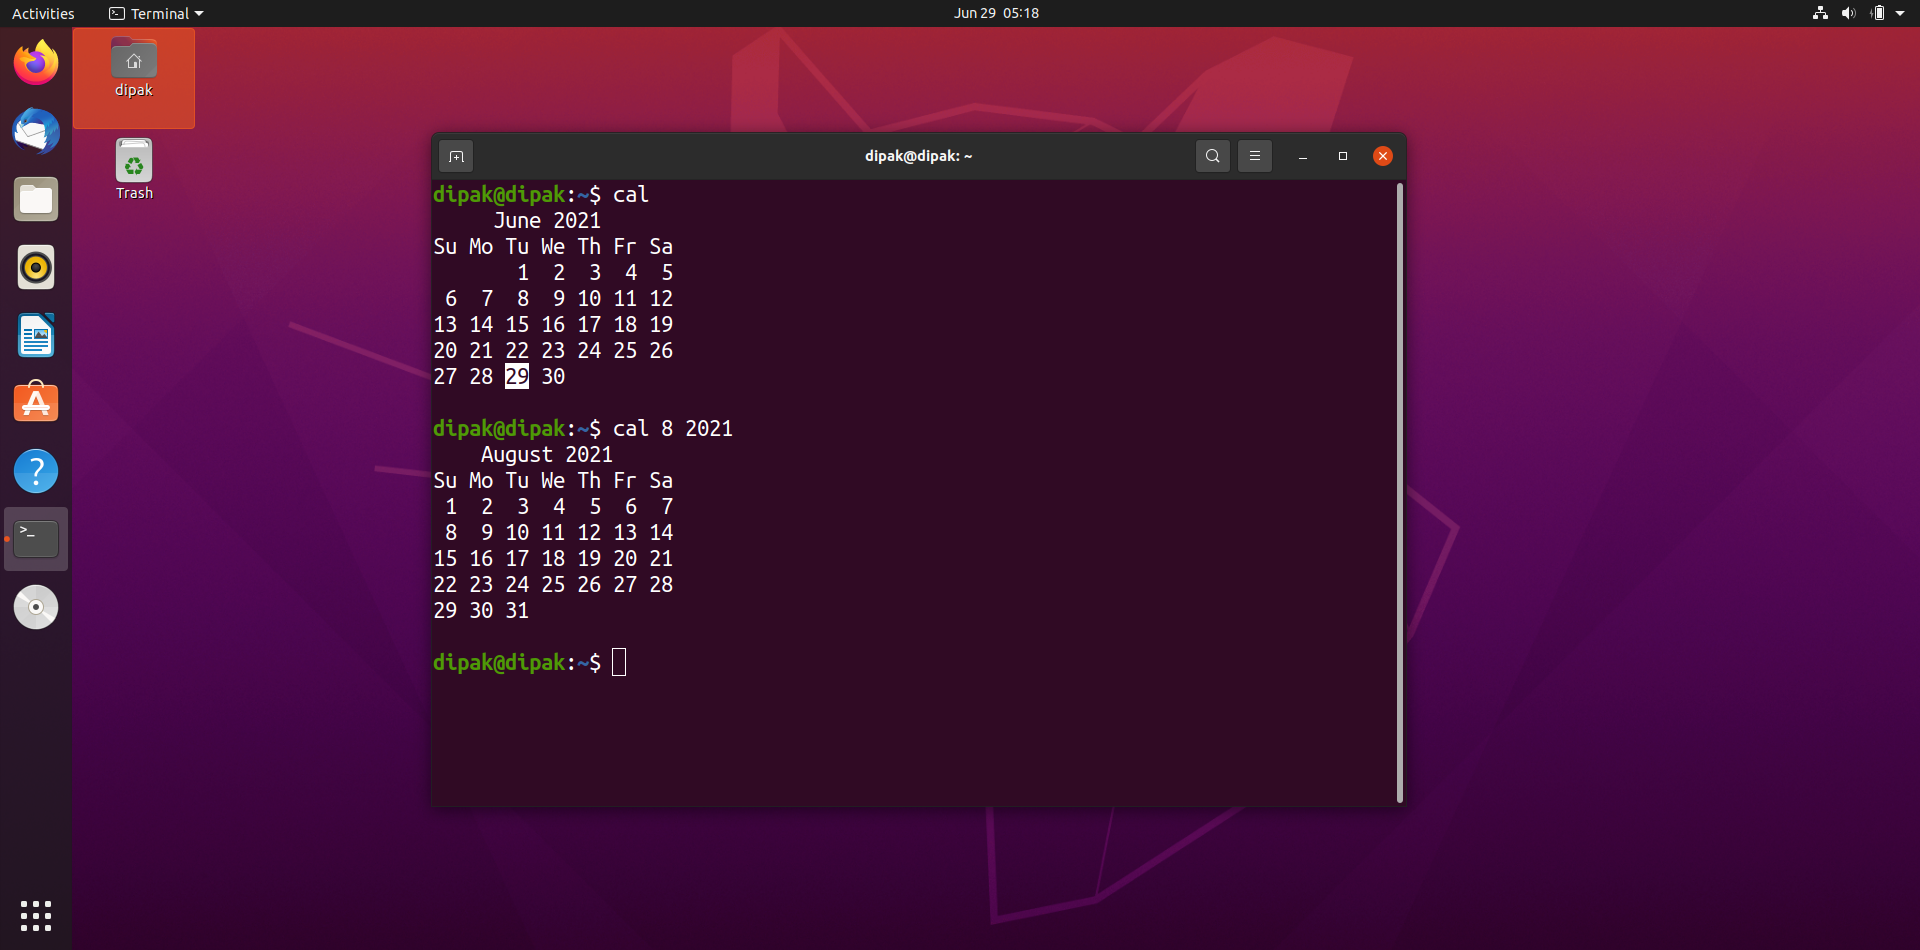 Activities
Terminal
Jun 29 05:18
dipak
Trash
dipak@dipak: ~
dipak@dipak:~$ cal
     June 2021
Su Mo Tu We Th Fr Sa
       1  2  3  4  5
 6  7  8  9 10 11 12
13 14 15 16 17 18 19
20 21 22 23 24 25 26
27 28 29 30
dipak@dipak:~$ cal 8 2021
    August 2021
Su Mo Tu We Th Fr Sa
 1  2  3  4  5  6  7
 8  9 10 11 12 13 14
15 16 17 18 19 20 21
22 23 24 25 26 27 28
29 30 31
dipak@dipak:~$